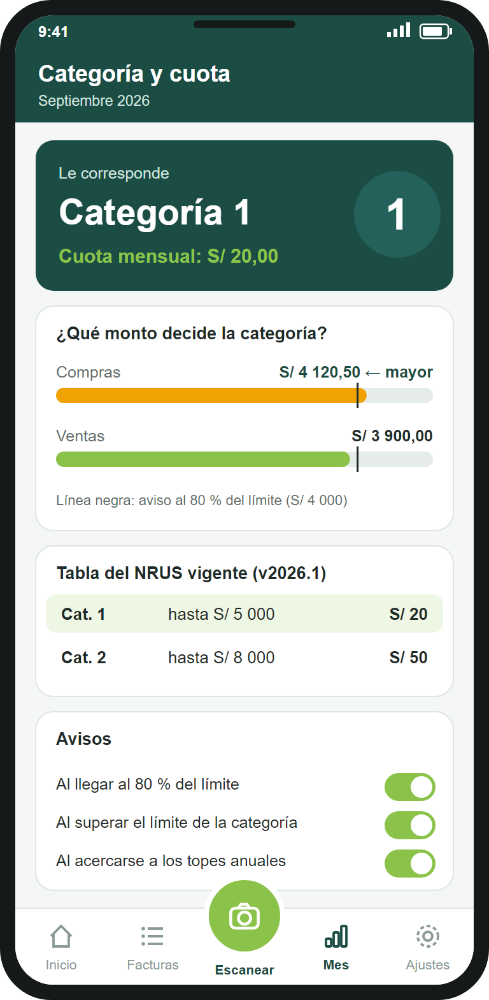 9:41
Categoría y cuota
Septiembre 2026
Le corresponde
Categoría 1
1
Cuota mensual: S/ 20,00
¿Qué monto decide la categoría?
Compras S/ 4 120,50 ← mayor
Ventas S/ 3 900,00
Línea negra: aviso al 80 % del límite (S/ 4 000)
Tabla del NRUS vigente (v2026.1)
Cat. 1 hasta S/ 5 000 S/ 20
Cat. 2 hasta S/ 8 000 S/ 50
Avisos
Al llegar al 80 % del límite
Al superar el límite de la categoría
Al acercarse a los topes anuales
Inicio Facturas Escanear Mes Ajustes